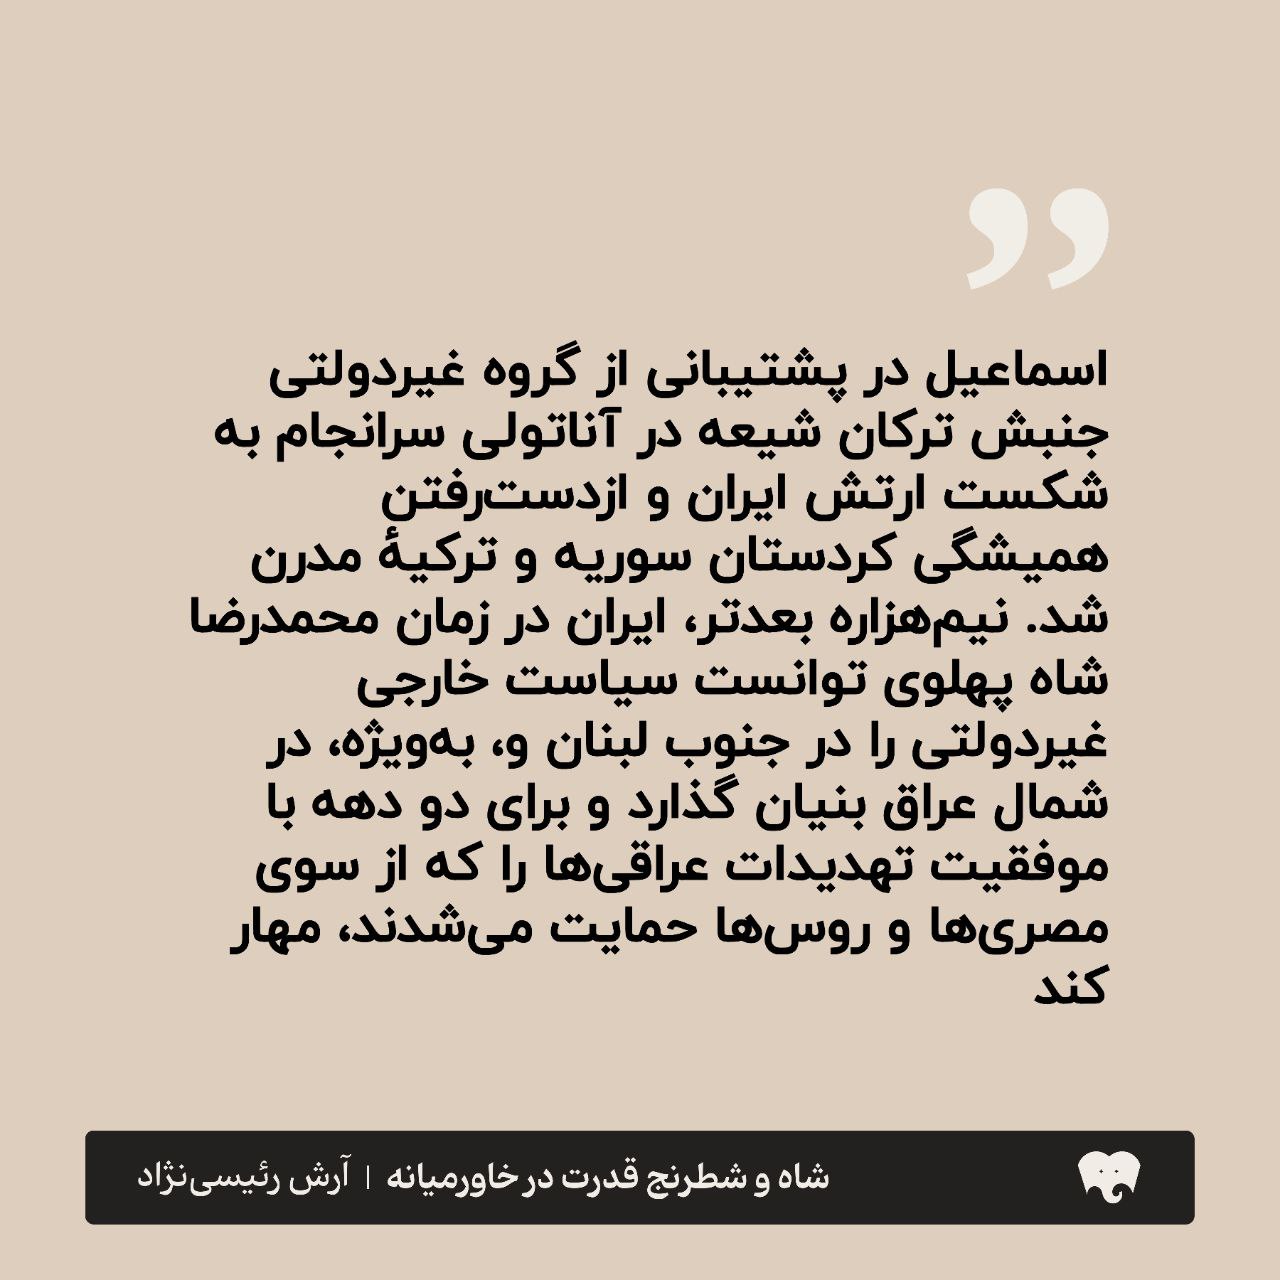 ”
اسماعیل در پشتیبانی از گروه غیردولتی
جنبش ترکان شیعه در آناتولی سرانجام به
شکست ارتش ایران و ازدست‌رفتن
همیشگی کردستان سوریه و ترکیهٔ مدرن
شد. نیم‌هزاره بعدتر، ایران در زمان محمدرضا
شاه پهلوی توانست سیاست خارجی
غیردولتی را در جنوب لبنان و، به‌ویژه، در
شمال عراق بنیان گذارد و برای دو دهه با
موفقیت تهدیدات عراقی‌ها را که از سوی
مصری‌ها و روس‌ها حمایت می‌شدند، مهار
کند
شاه و شطرنج قدرت در خاورمیانه | آرش رئیسی‌نژاد